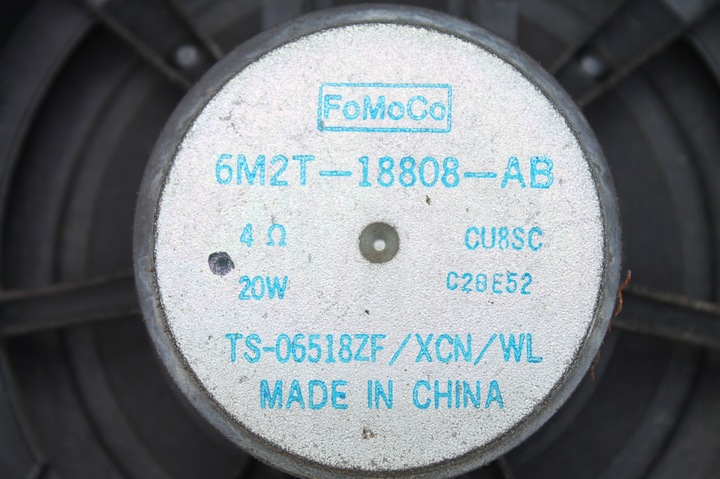 FoMoCo
6M2T-18808-AB
4 Ω CU8SC
20W C28E52
TS-06518ZF/XCN/WL
MADE IN CHINA